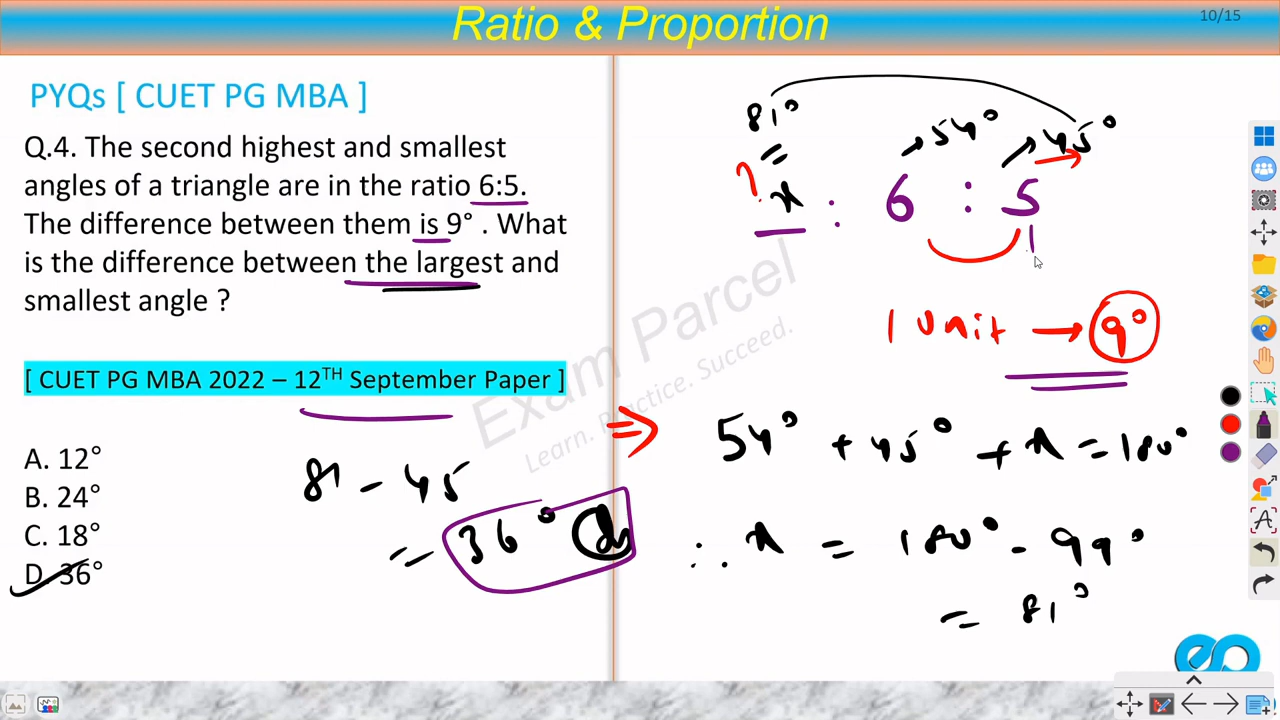 Ratio & Proportion
10/15
PYQs [ CUET PG MBA ]
Q.4. The second highest and smallest
angles of a triangle are in the ratio 6:5.
The difference between them is 9° . What
is the difference between the largest and
smallest angle ?
[ CUET PG MBA 2022 – 12TH September Paper ]
A. 12°
B. 24°
C. 18°
D. 36°
81 - 45
= 36° (d)
81° 54° 45°
=
? x : 6 : 5
1
1 Unit → 9°
⇒ 54° + 45° + x = 180°
∴ x = 180° - 99°
= 81°
Exam Parcel
Learn. Practice. Succeed.
ep